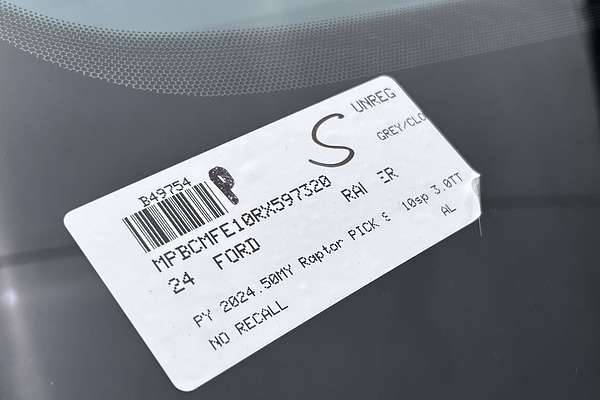 UNREG
B49754 P S GREY/CLO
MPBCMFE10RX597320
24 FORD
PY 2024.50MY Raptor PICK 10sp 3.0TT
AL
NO RECALL